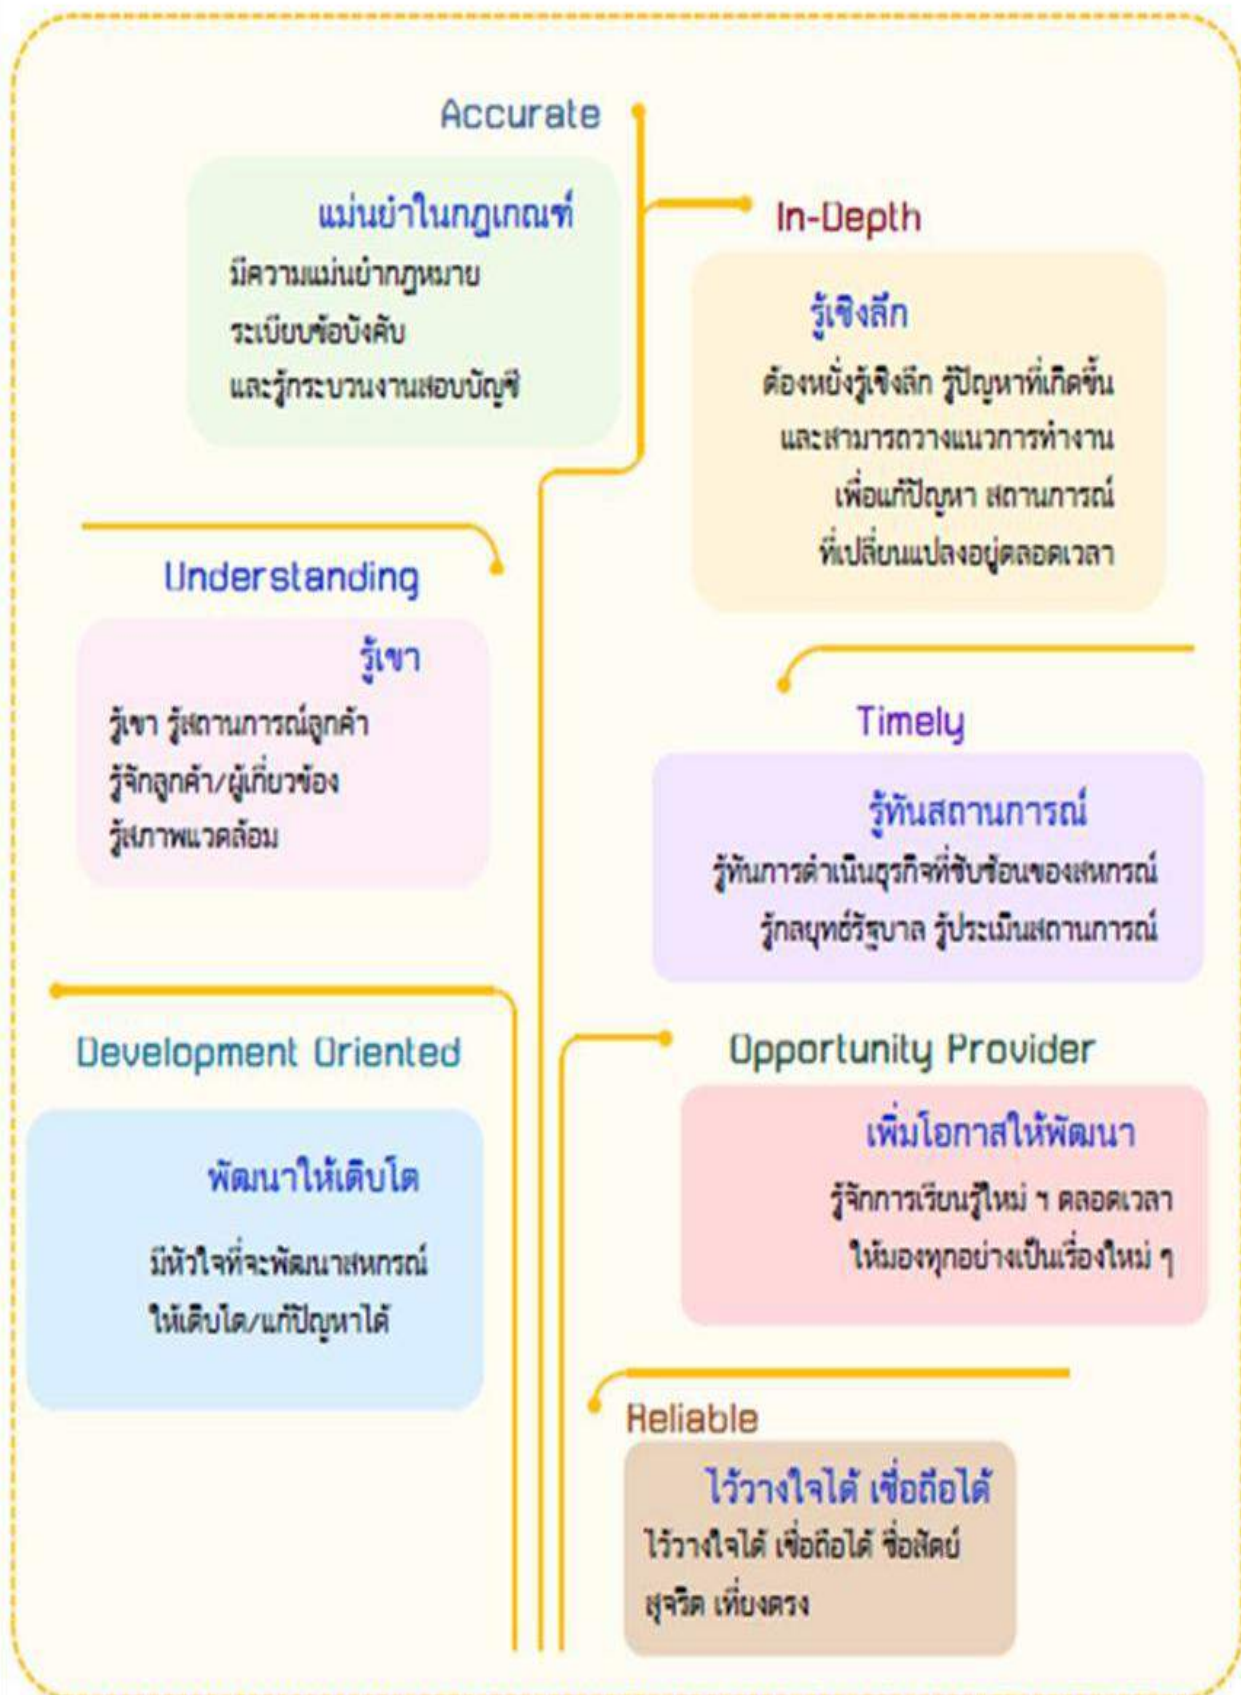 Accurate
แม่นยำในกฎเกณฑ์
มีความแม่นยำกฎหมาย
ระเบียบข้อบังคับ
และรู้กระบวนงานสอบบัญชี
In-Depth
รู้เชิงลึก
ต้องหยั่งรู้เชิงลึก รู้ปัญหาที่เกิดขึ้น
และสามารถวางแนวการทำงาน
เพื่อแก้ปัญหา สถานการณ์
ที่เปลี่ยนแปลงอยู่ตลอดเวลา
Understanding
รู้เขา
รู้เขา รู้สถานการณ์ลูกค้า
รู้จักลูกค้า/ผู้เกี่ยวข้อง
รู้สภาพแวดล้อม
Timely
รู้ทันสถานการณ์
รู้ทันการดำเนินธุรกิจที่ซับซ้อนของสหกรณ์
รู้กลยุทธ์รัฐบาล รู้ประเมินสถานการณ์
Development Oriented
พัฒนาให้เติบโต
มีหัวใจที่จะพัฒนาสหกรณ์
ให้เติบโต/แก้ปัญหาได้
Opportunity Provider
เพิ่มโอกาสให้พัฒนา
รู้จักการเรียนรู้ใหม่ ฯ ตลอดเวลา
ให้มองทุกอย่างเป็นเรื่องใหม่ ๆ
Reliable
ไว้วางใจได้ เชื่อถือได้
ไว้วางใจได้ เชื่อถือได้ ซื่อสัตย์
สุจริต เที่ยงตรง